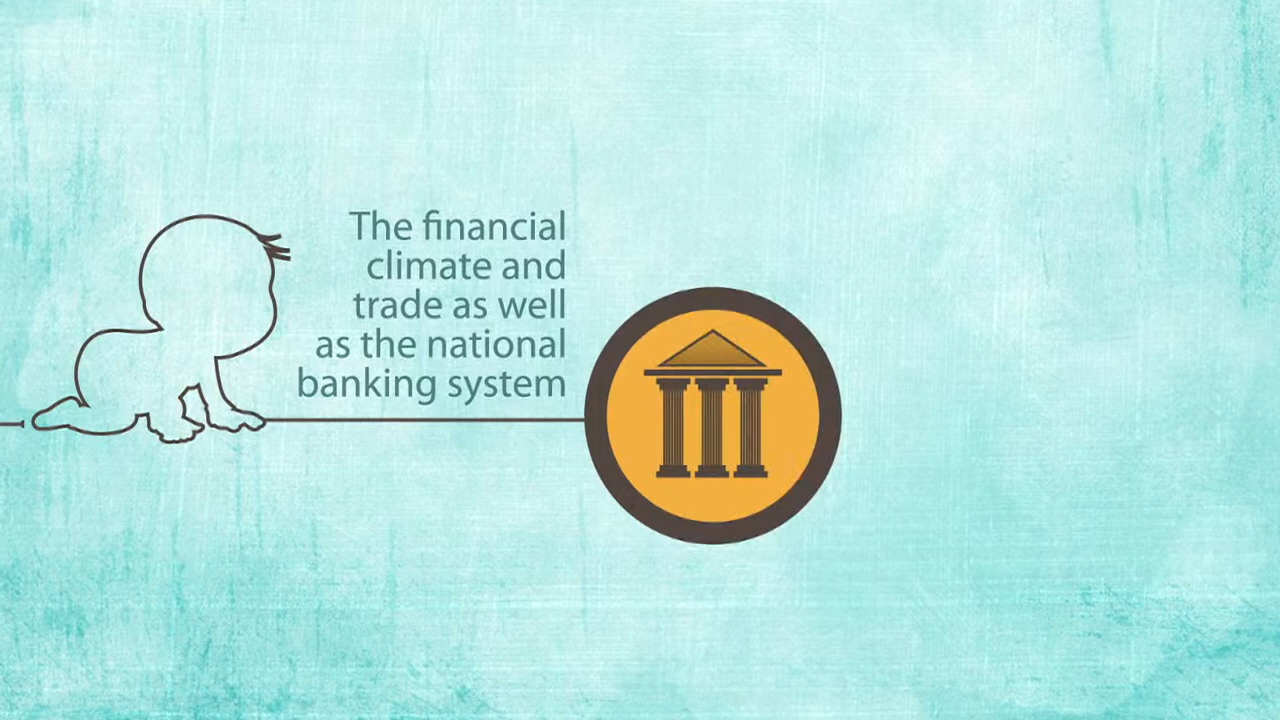 The financial
climate and
trade as well
as the national
banking system